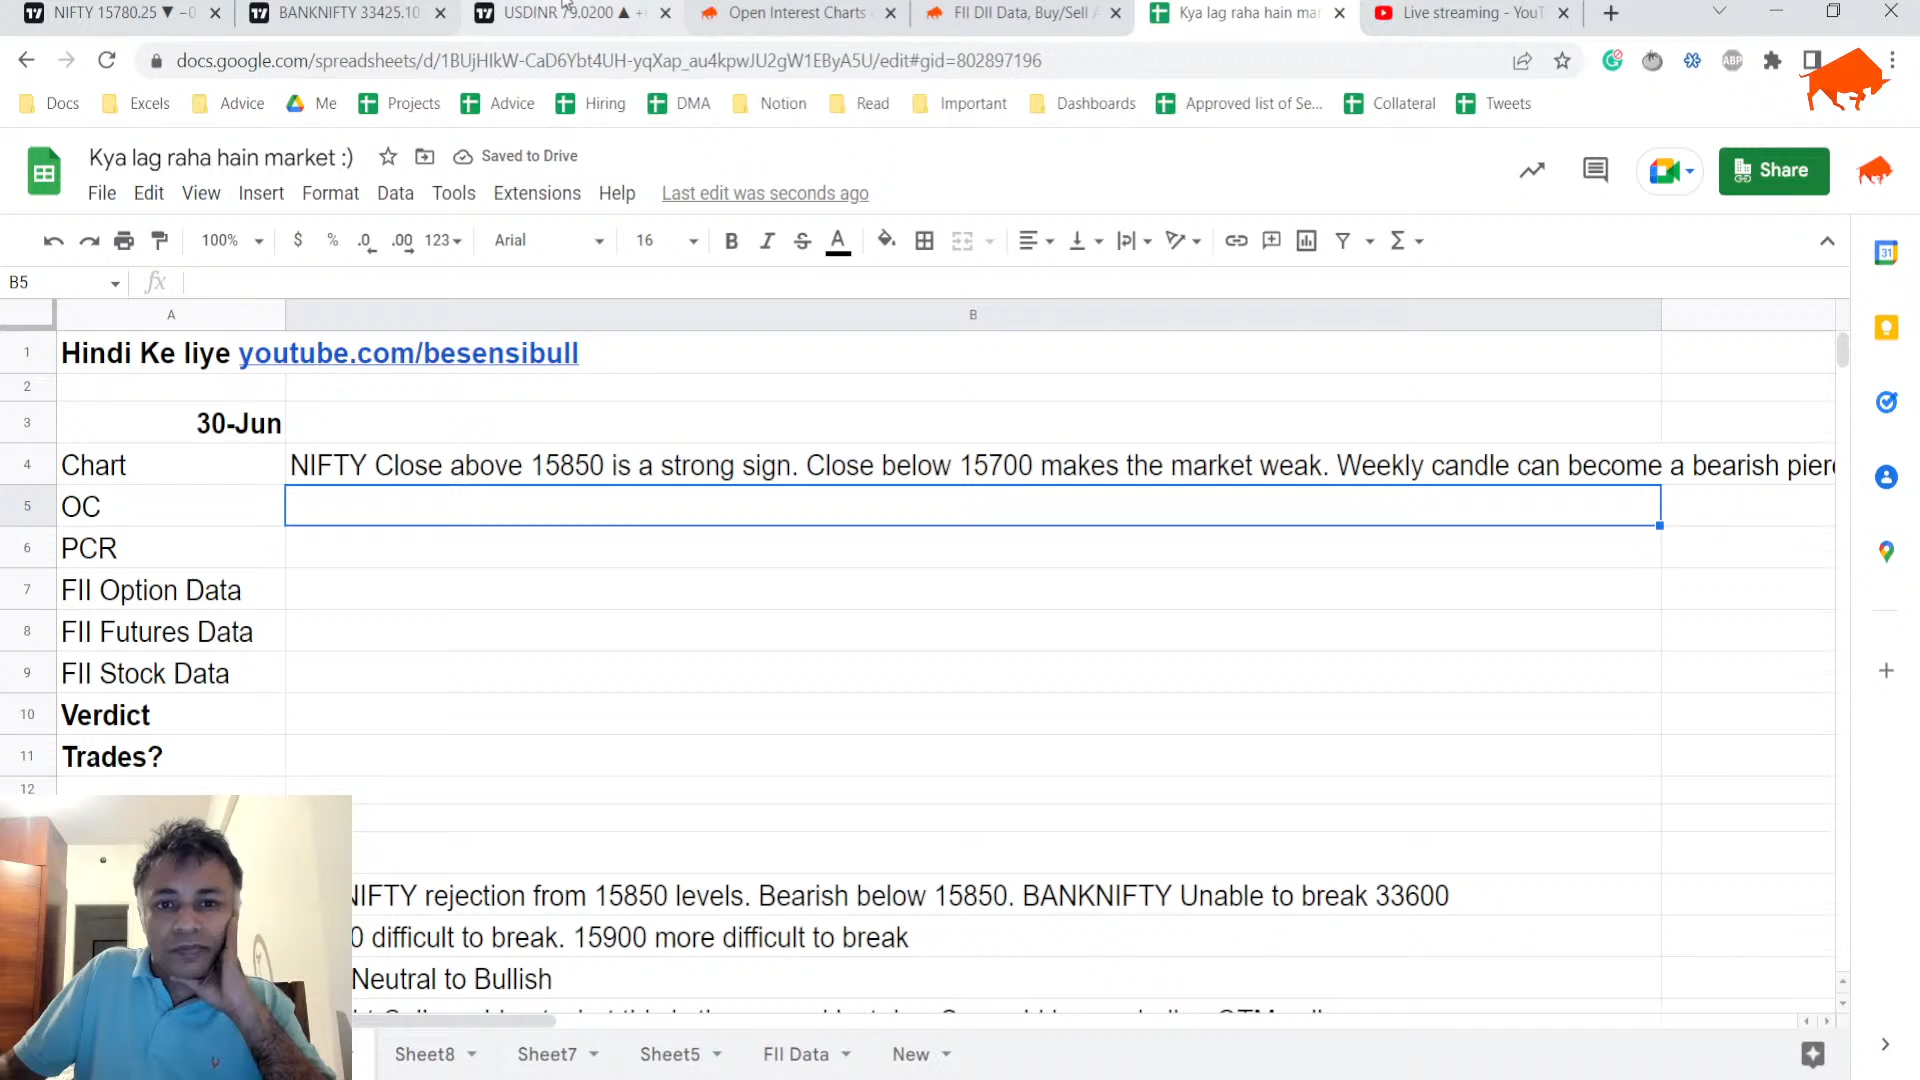 NIFTY 15780.25 ▼ −0
BANKNIFTY 33425.10
USDINR 79.0200 ▲
Open Interest Charts
FII DII Data, Buy/Sell
Kya lag raha hain mar
Live streaming - YouT
docs.google.com/spreadsheets/d/1BUjHIkW-CaD6Ybt4UH-yqXap_au4kpwJU2gW1EByA5U/edit#gid=802897196
ABP
Docs
Excels
Advice
Me
Projects
Advice
Hiring
DMA
Notion
Read
Important
Dashboards
Approved list of Se...
Collateral
Tweets
Kya lag raha hain market :)
Saved to Drive
File Edit View Insert Format Data Tools Extensions Help Last edit was seconds ago
Share
100% $ % .0 .00 123 Arial 16 B I S A
31
B5 fx
A B
1 Hindi Ke liye youtube.com/besensibull
2
3 30-Jun
4 Chart NIFTY Close above 15850 is a strong sign. Close below 15700 makes the market weak. Weekly candle can become a bearish pierc
5 OC
6 PCR
7 FII Option Data
8 FII Futures Data
9 FII Stock Data
10 Verdict
11 Trades?
12
NIFTY rejection from 15850 levels. Bearish below 15850. BANKNIFTY Unable to break 33600
0 difficult to break. 15900 more difficult to break
Neutral to Bullish
Sheet8 Sheet7 Sheet5 FII Data New